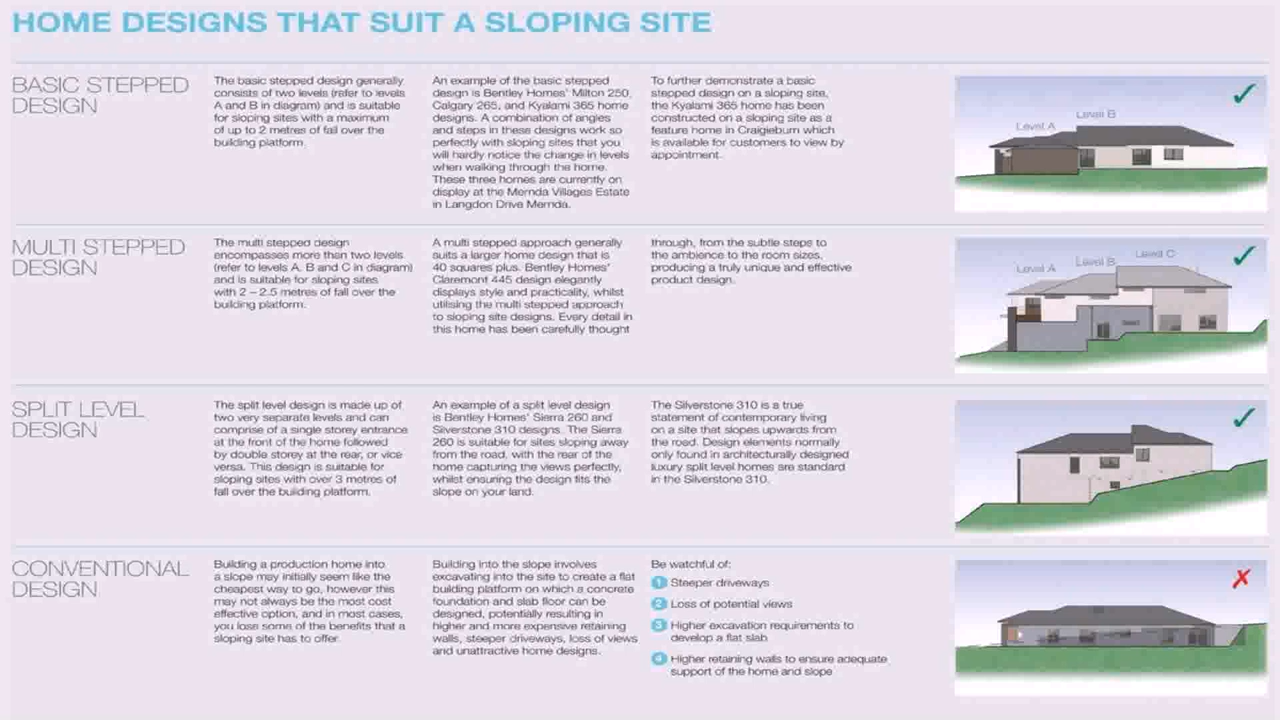 HOME DESIGNS THAT SUIT A SLOPING SITE
BASIC STEPPED
DESIGN
The basic stepped design generally
consists of two levels (refer to levels
A and B in diagram) and is suitable
for sloping sites with a maximum
of up to 2 metres of fall over the
building platform.
An example of the basic stepped
design is Bentley Homes' Milton 250,
Calgary 265, and Kyalami 365 home
designs. A combination of angles
and steps in these designs work so
perfectly with sloping sites that you
will hardly notice the change in levels
when walking through the home.
These three homes are currently on
display at the Mernda Villages Estate
in Langdon Drive Mernda.
To further demonstrate a basic
stepped design on a sloping site,
the Kyalami 365 home has been
constructed on a sloping site as a
feature home in Craigieburn which
is available for customers to view by
appointment.
Level A
Level B
MULTI STEPPED
DESIGN
The multi stepped design
encompasses more than two levels
(refer to levels A, B and C in diagram)
and is suitable for sloping sites
with 2 – 2.5 metres of fall over the
building platform.
A multi stepped approach generally
suits a larger home design that is
40 squares plus. Bentley Homes'
Claremont 445 design elegantly
displays style and practicality, whilst
utilising the multi stepped approach
to sloping site designs. Every detail in
this home has been carefully thought
through, from the subtle steps to
the ambience to the room sizes,
producing a truly unique and effective
product design.
Level A
Level B
Level C
SPLIT LEVEL
DESIGN
The split level design is made up of
two very separate levels and can
comprise of a single storey entrance
at the front of the home followed
by double storey at the rear, or vice
versa. This design is suitable for
sloping sites with over 3 metres of
fall over the building platform.
An example of a split level design
is Bentley Homes' Sierra 260 and
Silverstone 310 designs. The Sierra
260 is suitable for sites sloping away
from the road, with the rear of the
home capturing the views perfectly,
whilst ensuring the design fits the
slope on your land.
The Silverstone 310 is a true
statement of contemporary living
on a site that slopes upwards from
the road. Design elements normally
only found in architecturally designed
luxury split level homes are standard
in the Silverstone 310.
CONVENTIONAL
DESIGN
Building a production home into
a slope may initially seem like the
cheapest way to go, however this
may not always be the most cost
effective option, and in most cases,
you lose some of the benefits that a
sloping site has to offer.
Building into the slope involves
excavating into the site to create a flat
building platform on which a concrete
foundation and slab floor can be
designed, potentially resulting in
higher and more expensive retaining
walls, steeper driveways, loss of views
and unattractive home designs.
Be watchful of:
1 Steeper driveways
2 Loss of potential views
3 Higher excavation requirements to
develop a flat slab
4 Higher retaining walls to ensure adequate
support of the home and slope